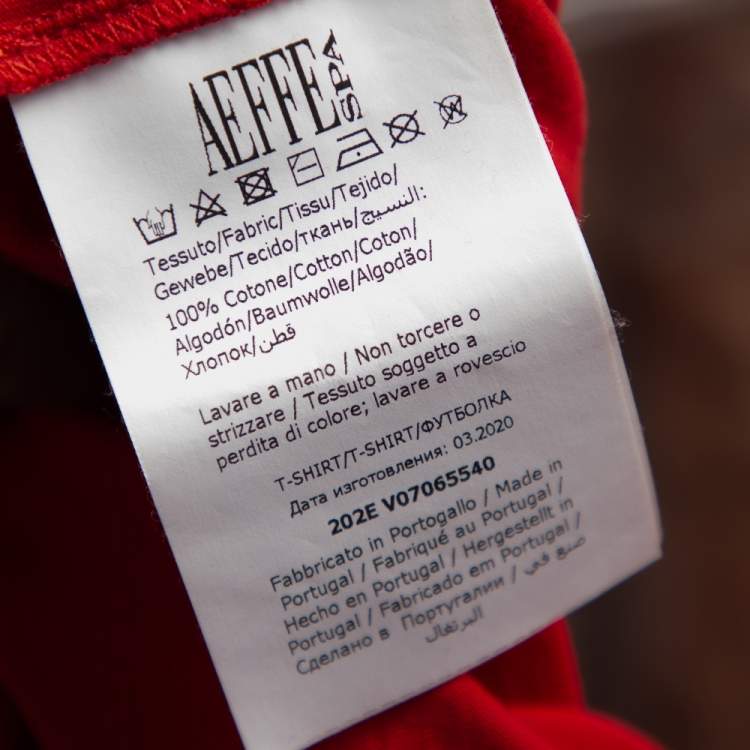 AEFFE SPA
Tessuto/Fabric/Tissu/Tejido/
Gewebe/Tecido/ткань/النسيج:
100% Cotone/Cotton/Coton/
Algodón/Baumwolle/Algodão/
Хлопок/قطن
Lavare a mano / Non torcere o
strizzare / Tessuto soggetto a
perdita di colore; lavare a rovescio
T-SHIRT/T-SHIRT/ФУТБОЛКА
Дата изготовления: 03.2020
202E V07065540
Fabbricato in Portogallo / Made in
Portugal / Fabriqué au Portugal /
Hecho en Portugal / Hergestellt in
Portugal / Fabricado em Portugal /
Сделано в Португалии / صنع في
البرتغال